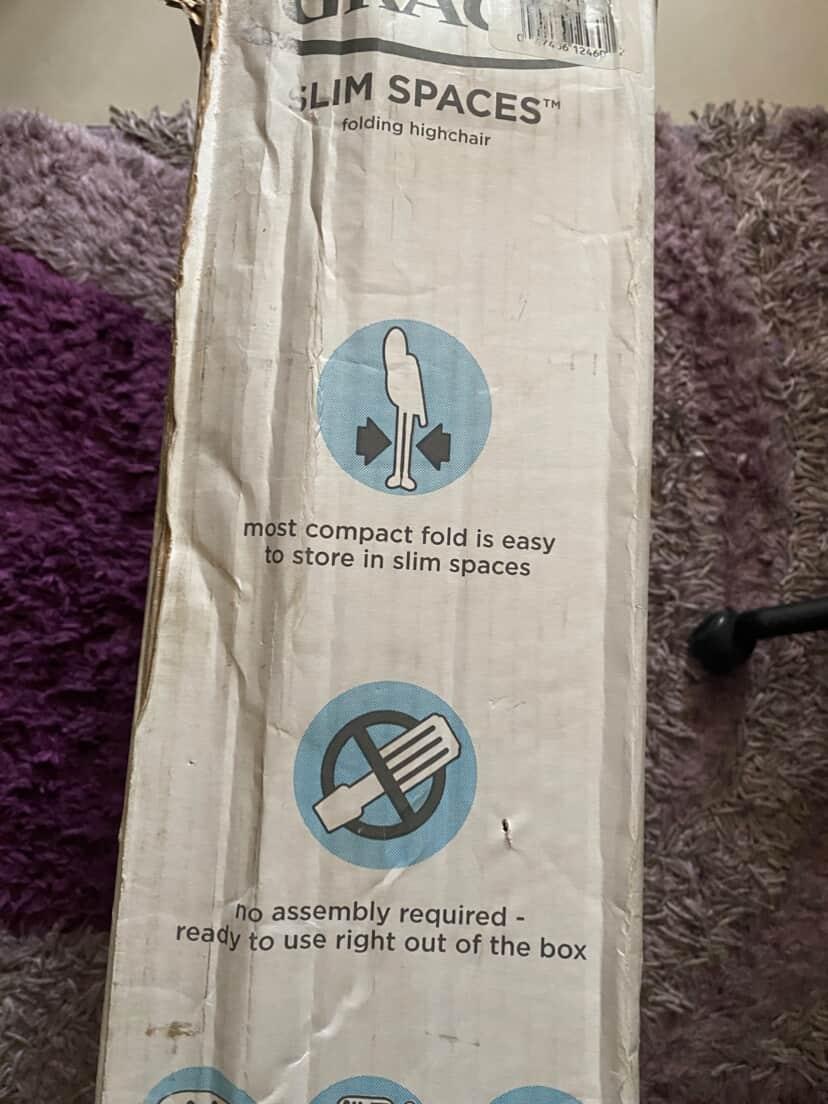 SLIM SPACES™
folding highchair
most compact fold is easy
to store in slim spaces
no assembly required -
ready to use right out of the box